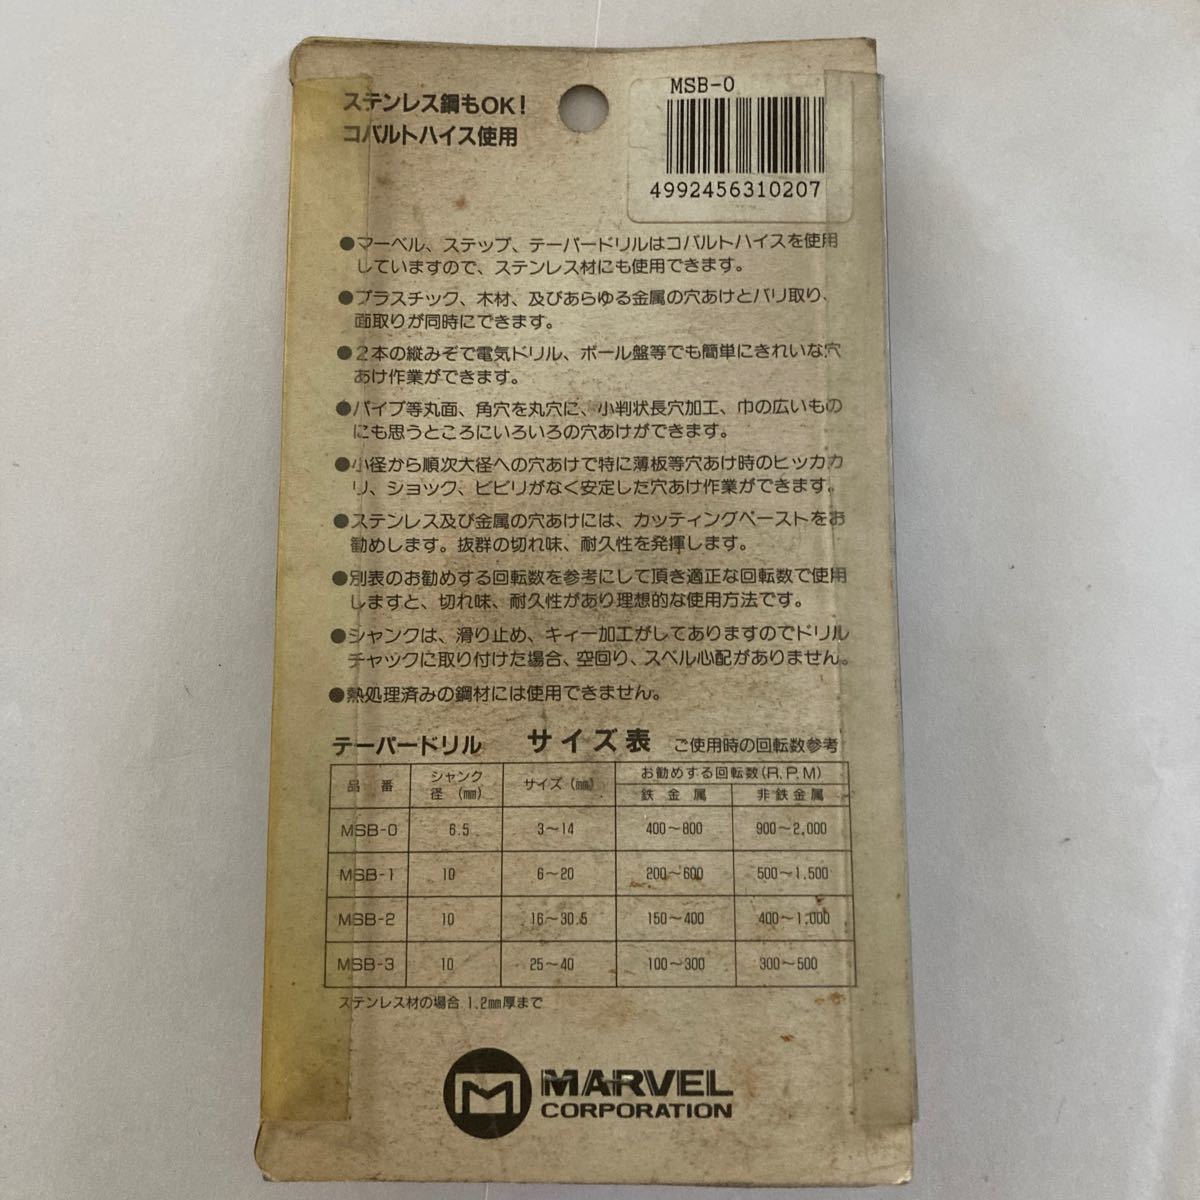 ステンレス鋼もOK!
コバルトハイス使用
MSB-0
4992456310207
●マーベル、ステップ、テーパードリルはコバルトハイスを使用
していますので、ステンレス材にも使用できます。
●プラスチック、木材、及びあらゆる金属の穴あけとバリ取り、
面取りが同時にできます。
●2本の縦みぞで電気ドリル、ボール盤等でも簡単にきれいな穴
あけ作業ができます。
●パイプ等丸面、角穴を丸穴に、小判状長穴加工、巾の広いもの
にも思うところにいろいろの穴あけができます。
●小径から順次大径への穴あけで特に薄板等穴あけ時のヒッカカ
リ、ショック、ビビリがなく安定した穴あけ作業ができます。
●ステンレス及び金属の穴あけには、カッティングペーストをお
勧めします。抜群の切れ味、耐久性を発揮します。
●別表のお勧めする回転数を参考にして頂き適正な回転数で使用
しますと、切れ味、耐久性があり理想的な使用方法です。
●シャンクは、滑り止め、キィー加工がしてありますのでドリル
チャックに取り付けた場合、空回り、スベル心配がありません。
●熱処理済みの鋼材には使用できません。
テーパードリル サイズ表 ご使用時の回転数参考
品番 シャンク径(mm) サイズ(mm) お勧めする回転数(R.P.M)
鉄金属 非鉄金属
MSB-0 6.5 3~14 400~800 900~2,000
MSB-1 10 6~20 200~600 500~1,500
MSB-2 10 16~30.5 150~400 400~1,000
MSB-3 10 25~40 100~300 300~500
ステンレス材の場合1.2mm厚まで
M MARVEL
CORPORATION